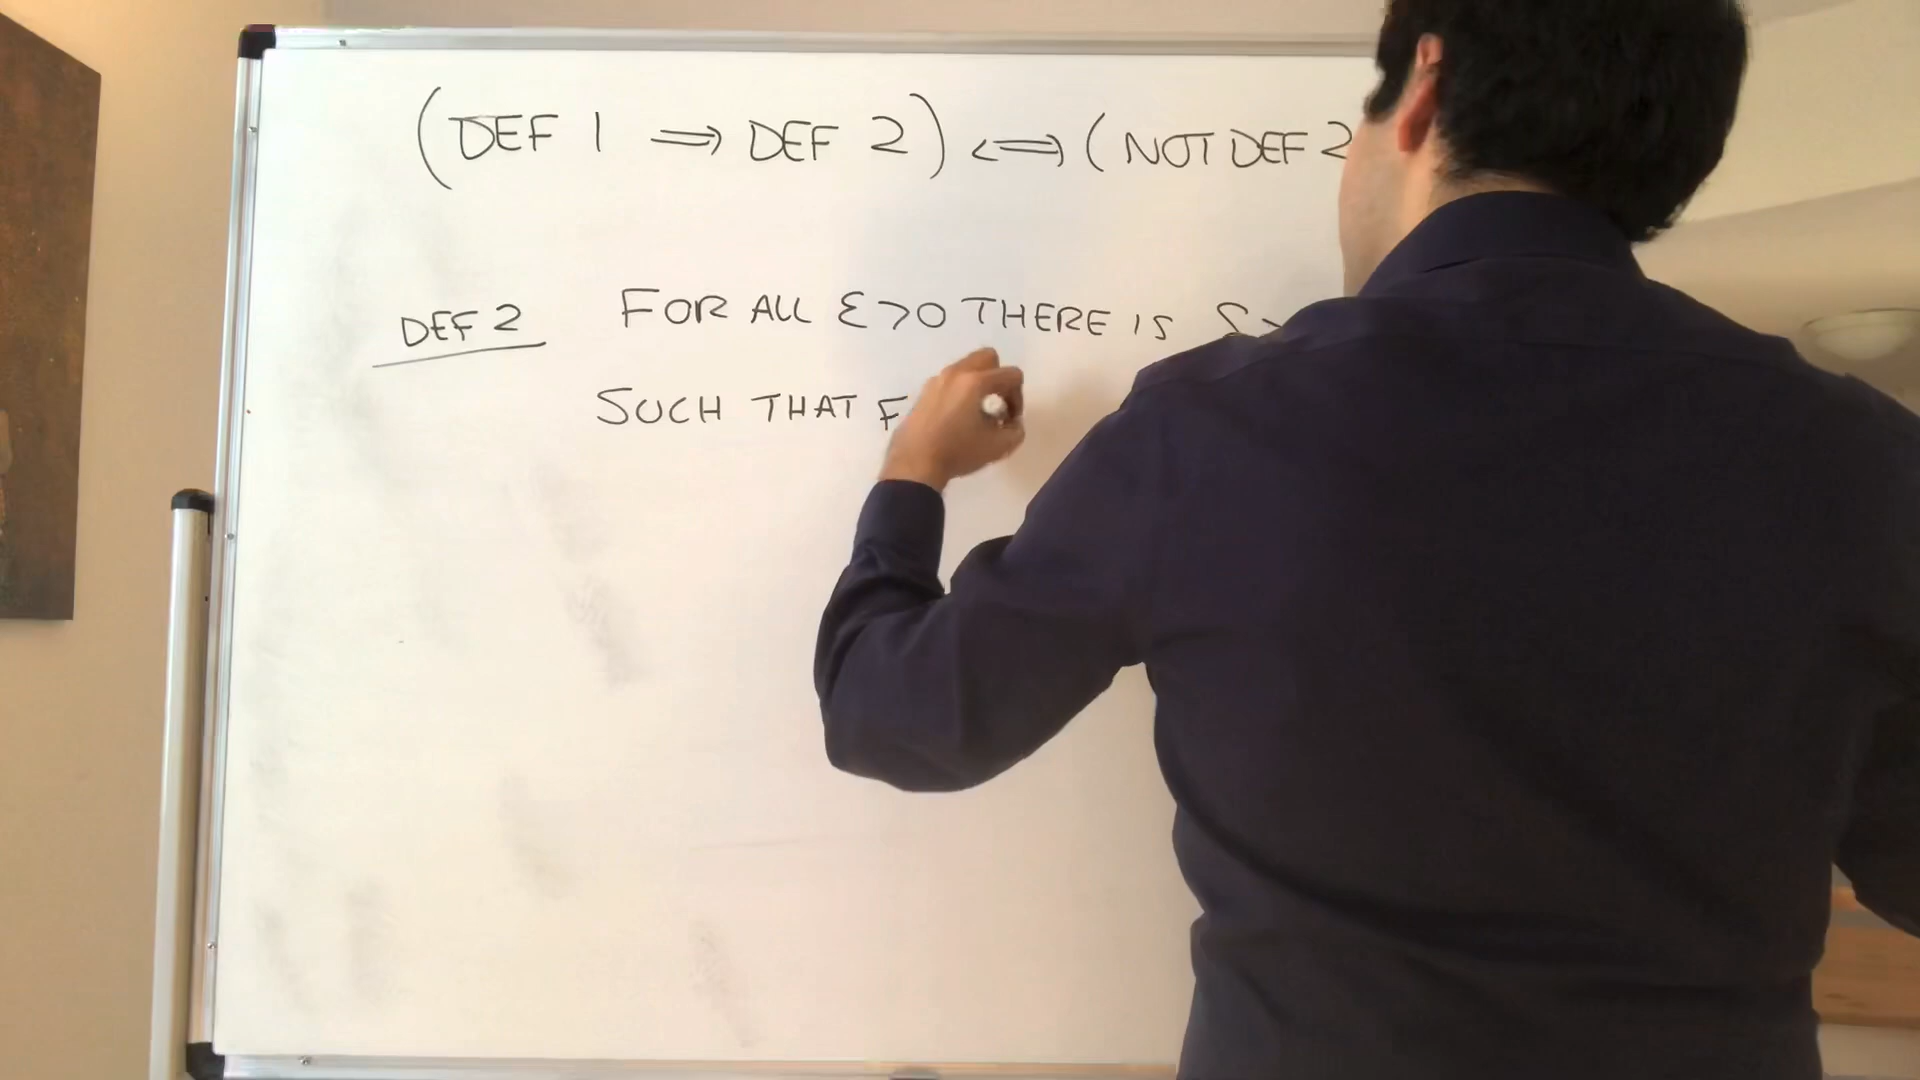 (DEF 1 ⟹ DEF 2) ⟺ (NOT DEF 2
DEF 2 FOR ALL ε>0 THERE IS
SUCH THAT